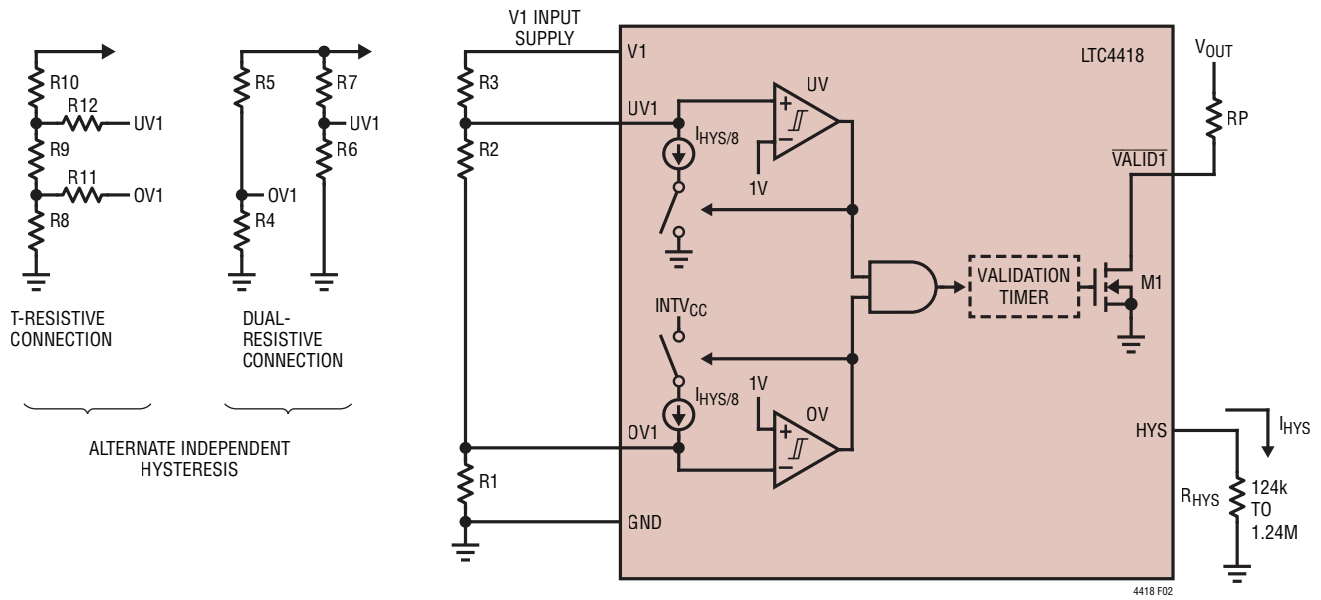 V1 INPUT
SUPPLY
R10
R12
UV1
R9
R11
OV1
R8
T-RESISTIVE
CONNECTION
R5
R7
UV1
R6
OV1
R4
DUAL-
RESISTIVE
CONNECTION
ALTERNATE INDEPENDENT
HYSTERESIS
R3
R2
R1
V1
UV1
OV1
GND
LTC4418
UV
+
−
IHYS/8
1V
INTVCC
IHYS/8
1V
OV
+
−
VALIDATION
TIMER
M1
VOUT
RP
VALID1
HYS
IHYS
RHYS
124k
TO
1.24M
4418 F02